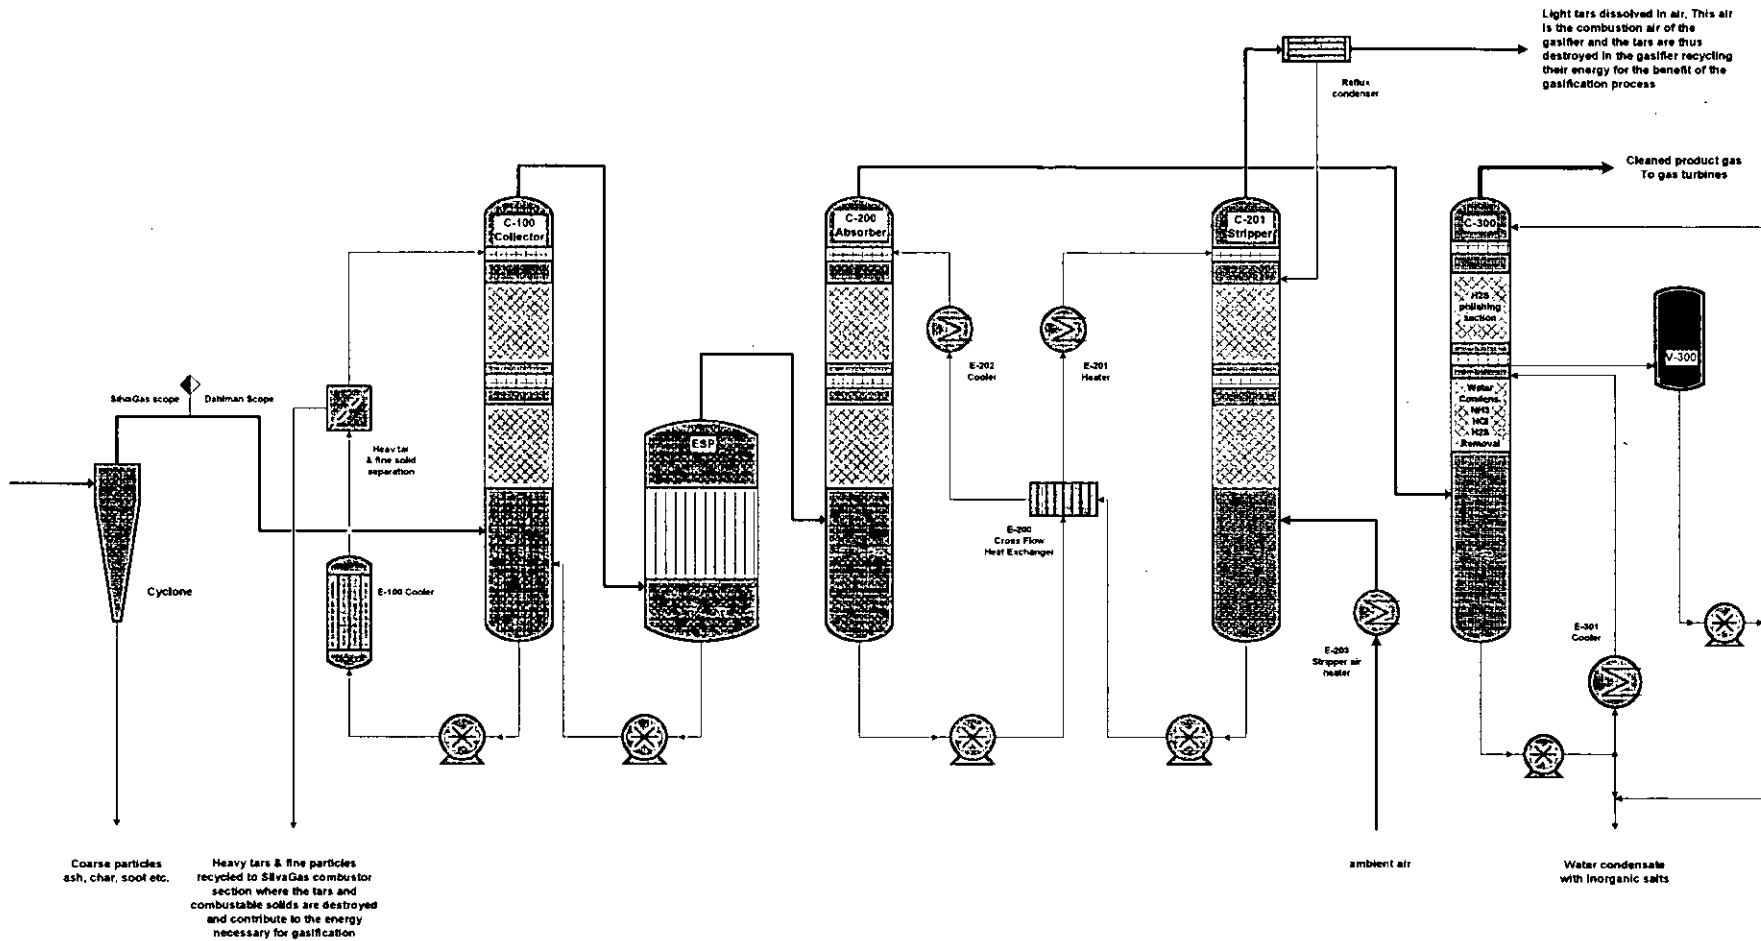 Light tars dissolved in air, This air
is the combustion air of the
gasifier and the tars are thus
destroyed in the gasifier recycling
their energy for the benefit of the
gasification process
Reflux
condenser
Cleaned product gas
To gas turbines
C-100
Collector
C-200
Absorber
C-201
Stripper
C-300
H2S
polishing
section
V-300
E-202
Cooler
E-201
Heater
SilvaGas scope
Dahlman Scope
Water
Condens.
NH3
HCl
H2S
Removal
ESP
Heavy tar
& fine solid
separation
E-200
Cross Flow
Heat Exchanger
Cyclone
E-100 Cooler
E-301
Cooler
E-203
Stripper air
heater
Coarse particles
ash, char, soot etc.
Heavy tars & fine particles
recycled to SilvaGas combustor
section where the tars and
combustable solids are destroyed
and contribute to the energy
necessary for gasification
ambient air
Water condensate
with inorganic salts